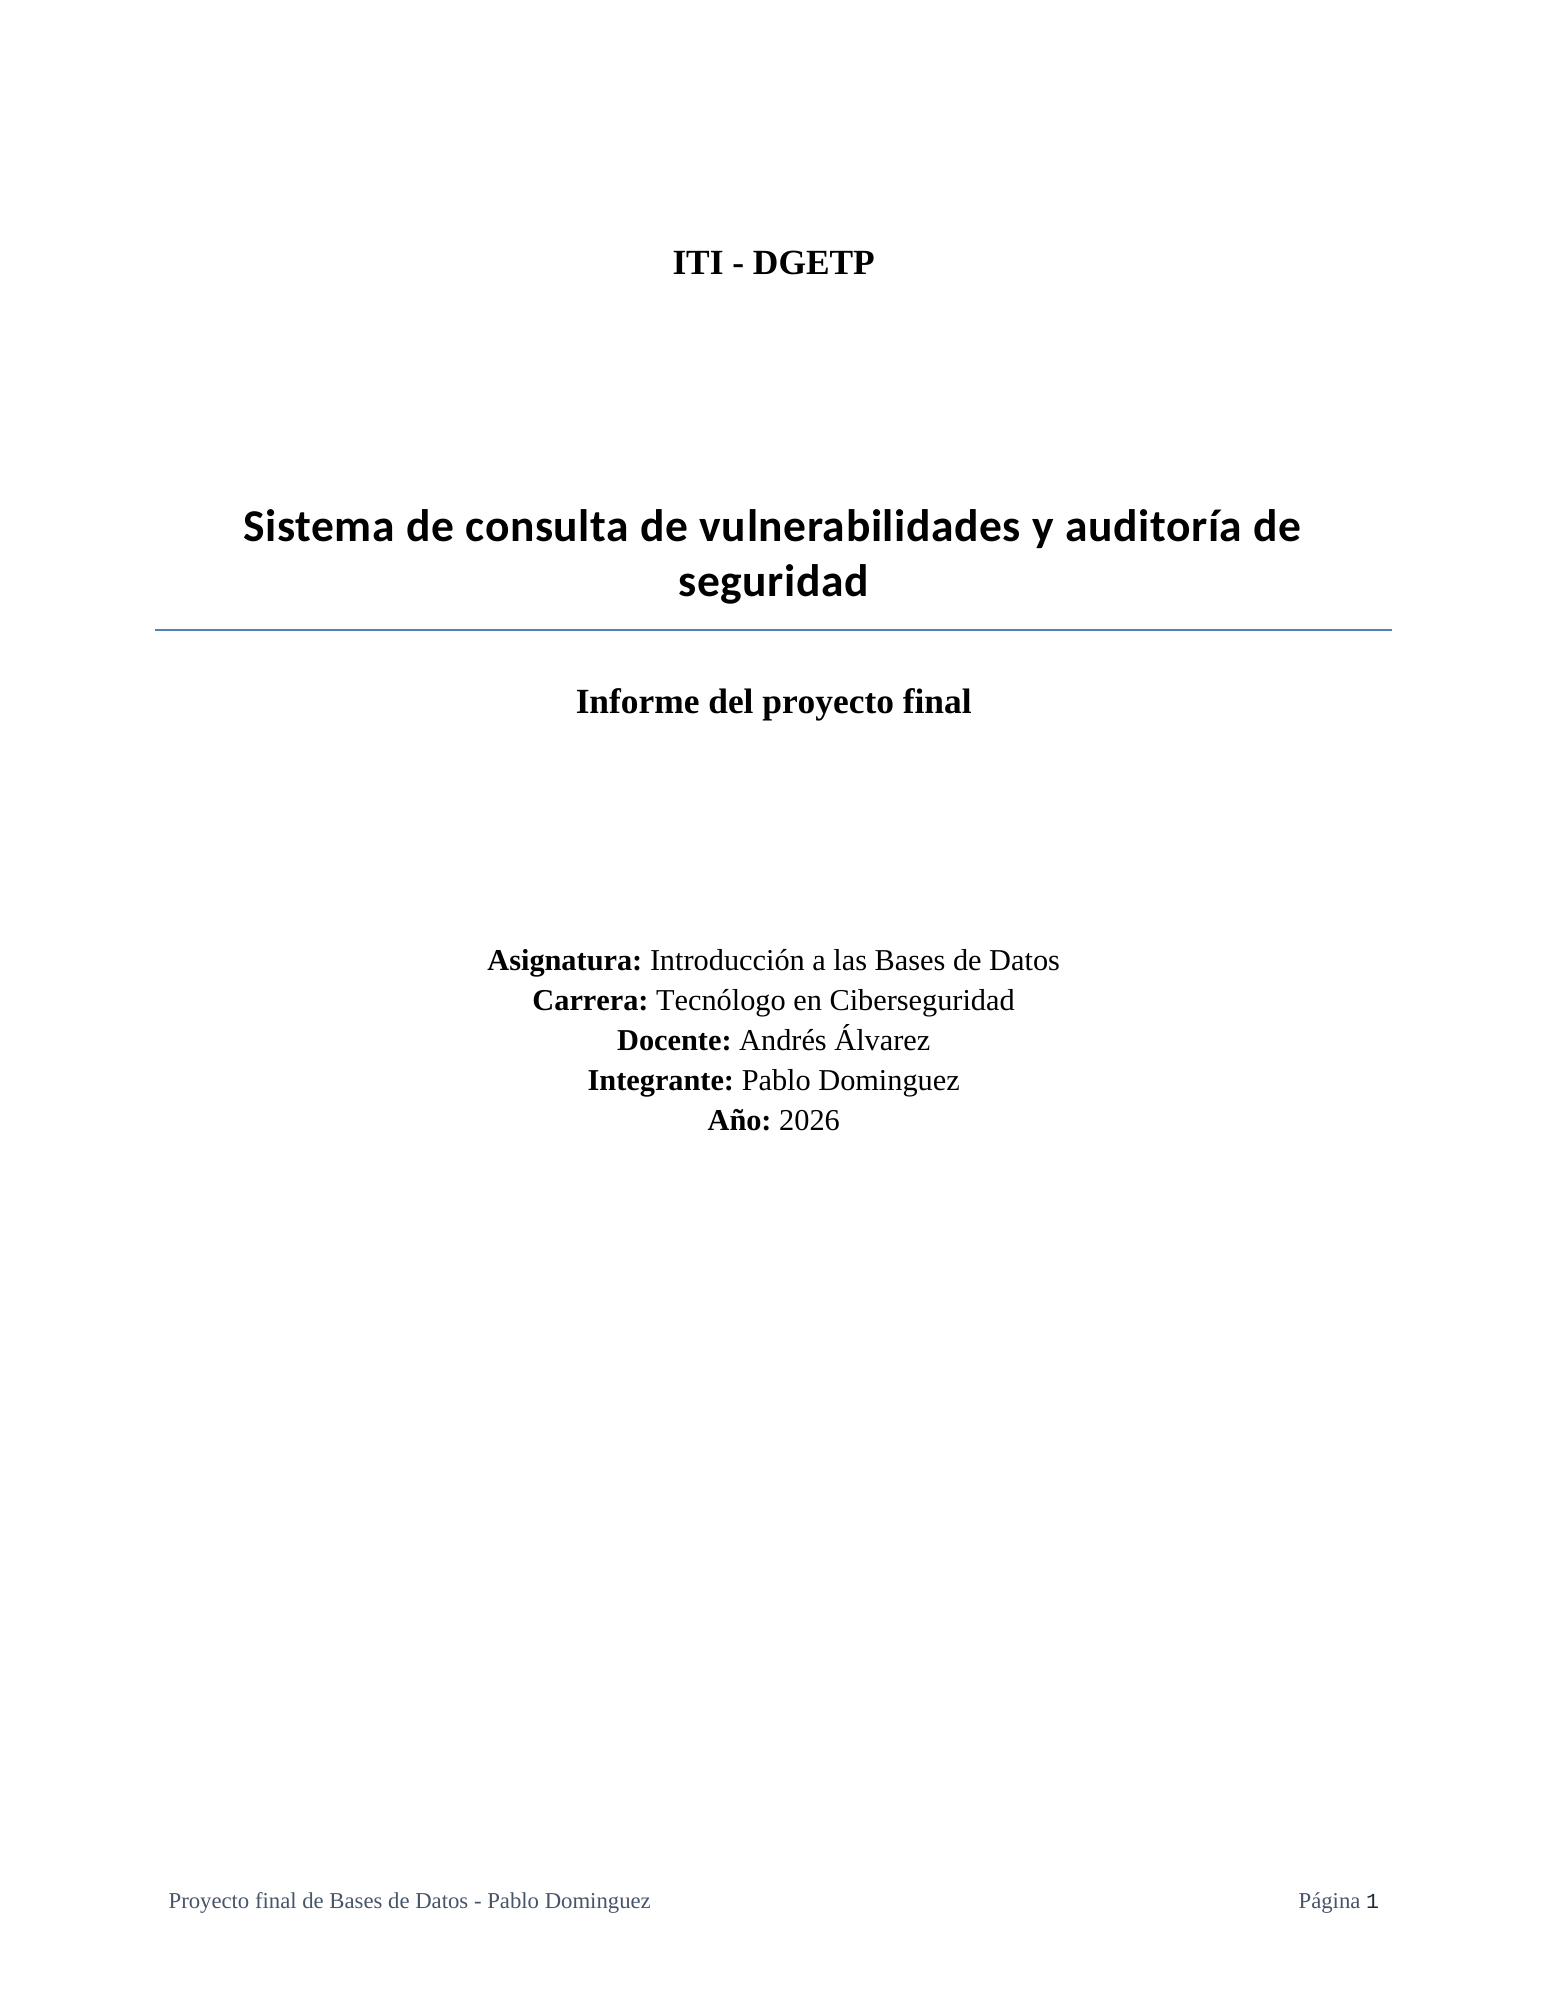 ITI - DGETP
Sistema de consulta de vulnerabilidades y auditoría de
seguridad
Informe del proyecto final
Asignatura: Introducción a las Bases de Datos
Carrera: Tecnólogo en Ciberseguridad
Docente: Andrés Álvarez
Integrante: Pablo Dominguez
Año: 2026
Proyecto final de Bases de Datos - Pablo Dominguez Página 1